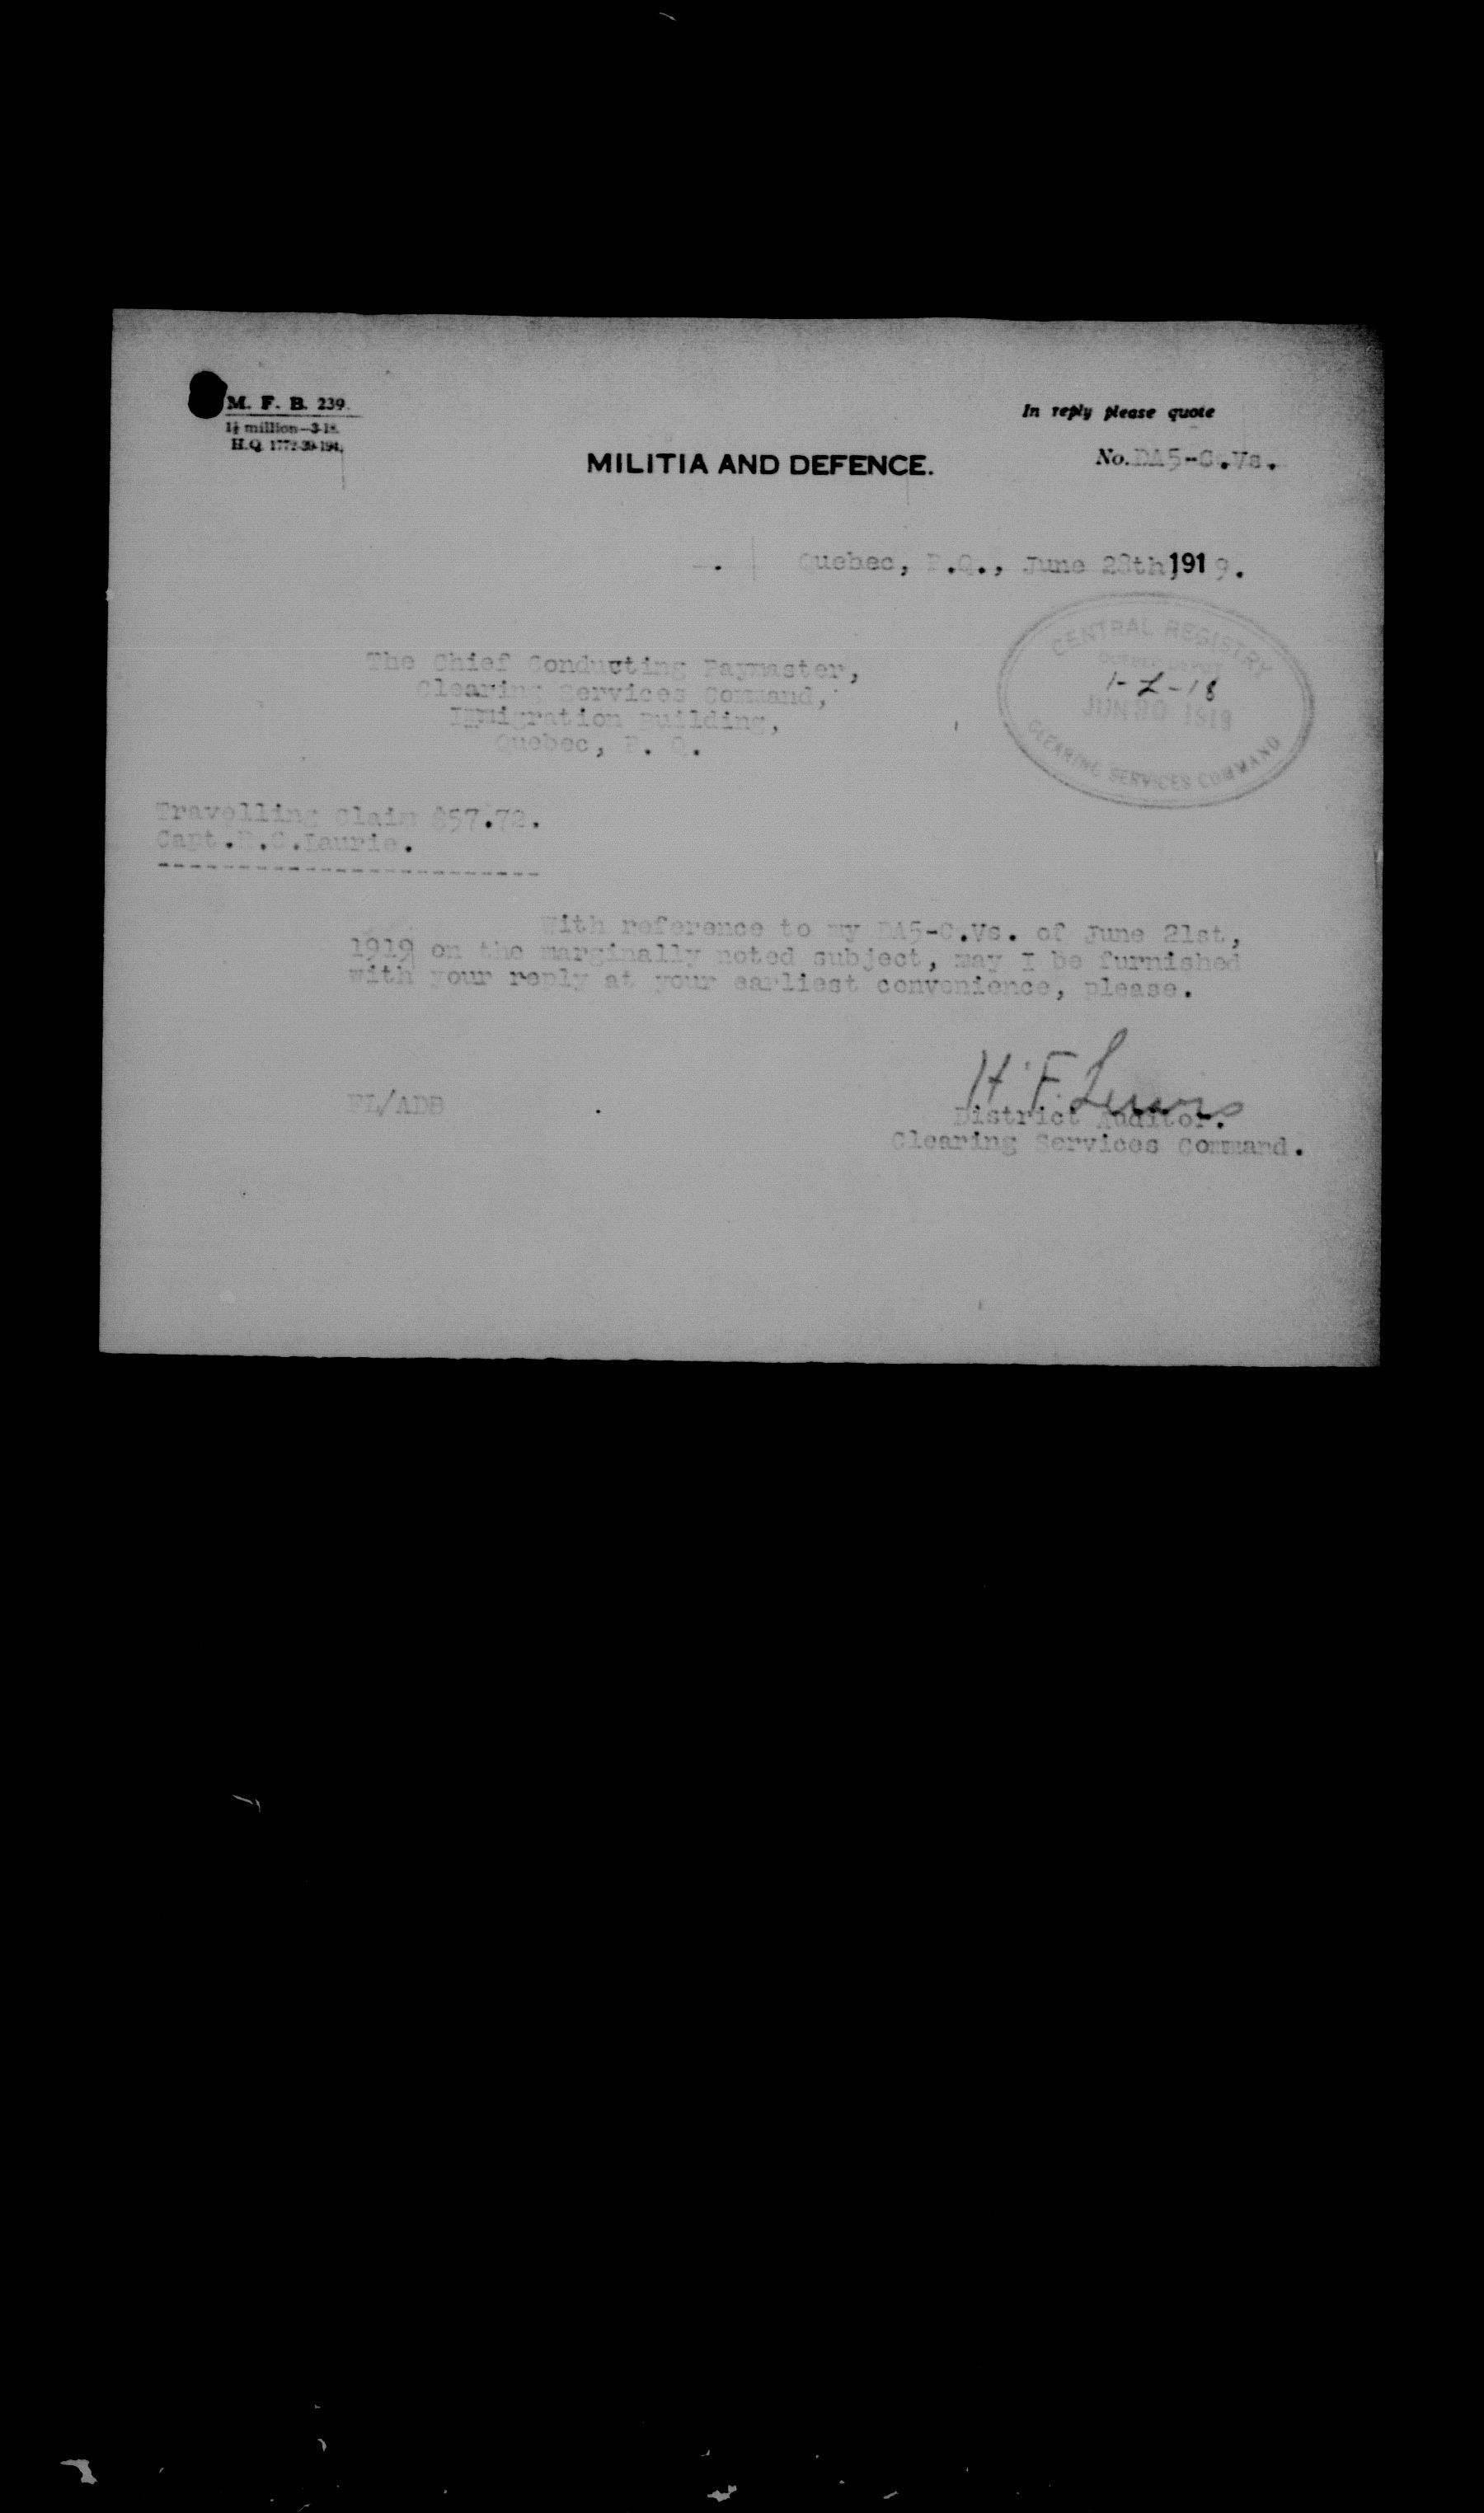 M. F. B. 239.
1½ million—3-18.
H.Q. 1772-39-194.
In reply please quote
MILITIA AND DEFENCE.
No. DA5-C.Vs.
Quebec, P.Q., June 28th, 1919.
CENTRAL REGISTRY
QUEBEC DEPOT
1-L-18
JUN 30 1919
CLEARING SERVICES COMMAND
The Chief Conducting Paymaster,
Clearing Services Command,
Immigration Building,
Quebec, P. Q.
Travelling Claim $57.72.
Capt.R.C.Laurie.
With reference to my DA5-C.Vs. of June 21st,
1919 on the marginally noted subject, may I be furnished
with your reply at your earliest convenience, please.
H.F. Lewis
FL/ADB
District Auditor.
Clearing Services Command.